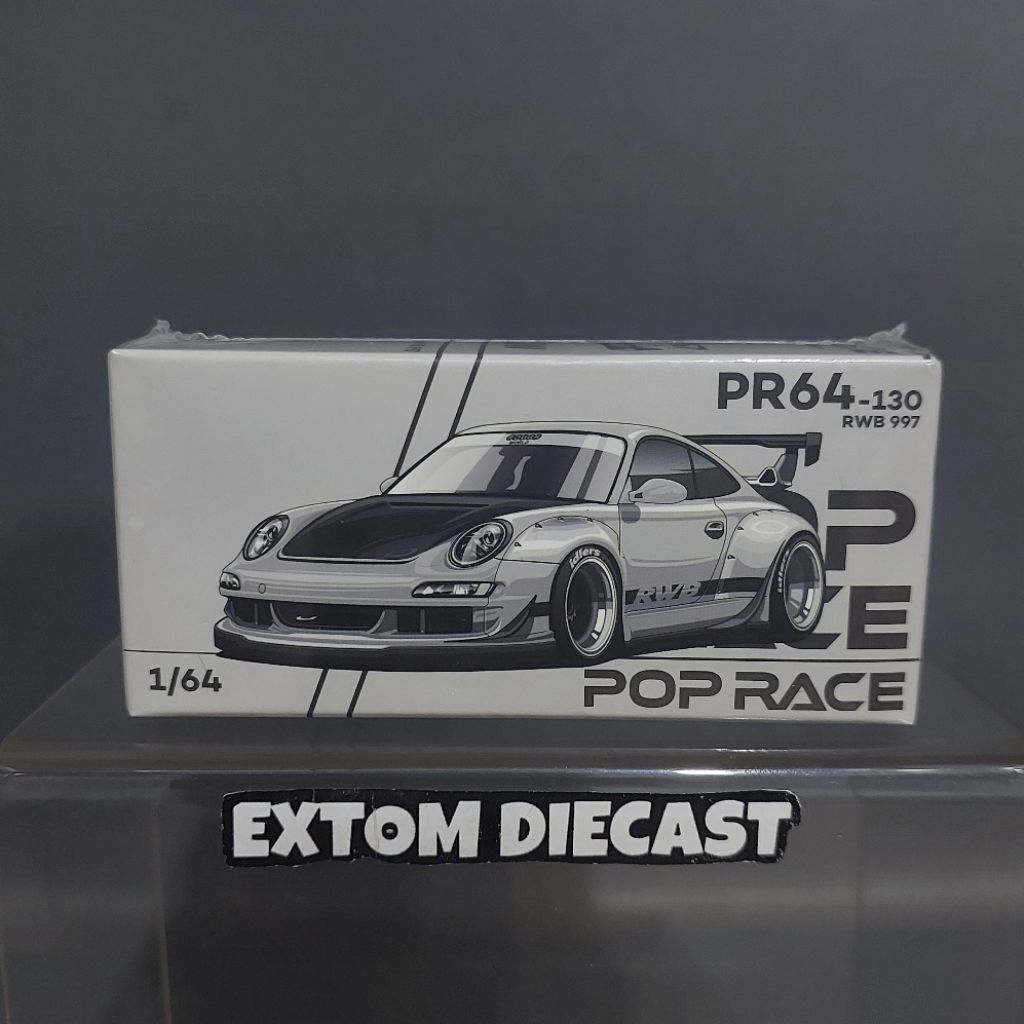 PR64-130
RWB 997
idlers
RWB
1/64
POP RACE
EXTOM DIECAST